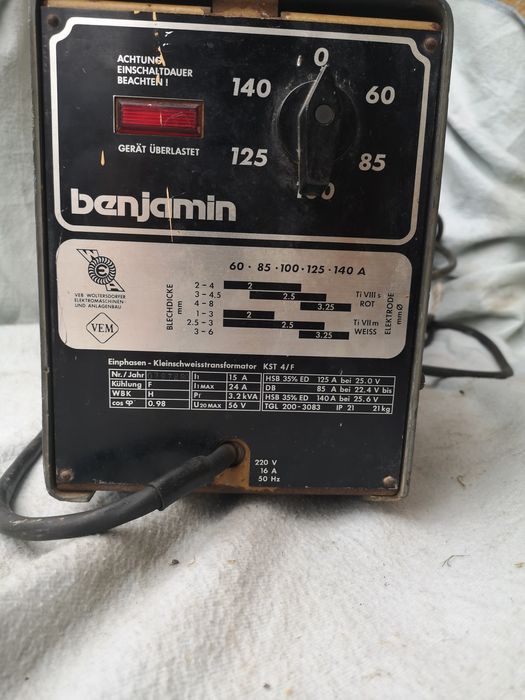 ACHTUNG
EINSCHALTDAUER
BEACHTEN !
GERÄT ÜBERLASTET
0
140
60
125
85
benjamin
VEB WOLTERSDORFER
ELEKTROMASCHINEN-
UND ANLAGENBAU
VEM
60 · 85 · 100 · 125 · 140 A
BLECHDICKE
mm
2 - 4
3 - 4.5
4 - 8
1 - 3
2.5 - 3
3 - 6
2
2.5
3.25
2
2.5
3.25
Ti VIII s
ROT
Ti VII m
WEISS
ELEKTRODE
mm Ø
Einphasen - Kleinschweisstransformator KST 4/F
Nr./ Jahr I1 15 A HSB 35% ED 125 A bei 25.0 V
Kühlung F I1 MAX 24 A DB 85 A bei 22.4 V bis
WBK H Pr 3.2 kVA HSB 35% ED 140 A bei 25.6 V
cos φ 0.98 U20 MAX 56 V TGL 200-3083 IP 21 21 kg
220 V
16 A
50 Hz